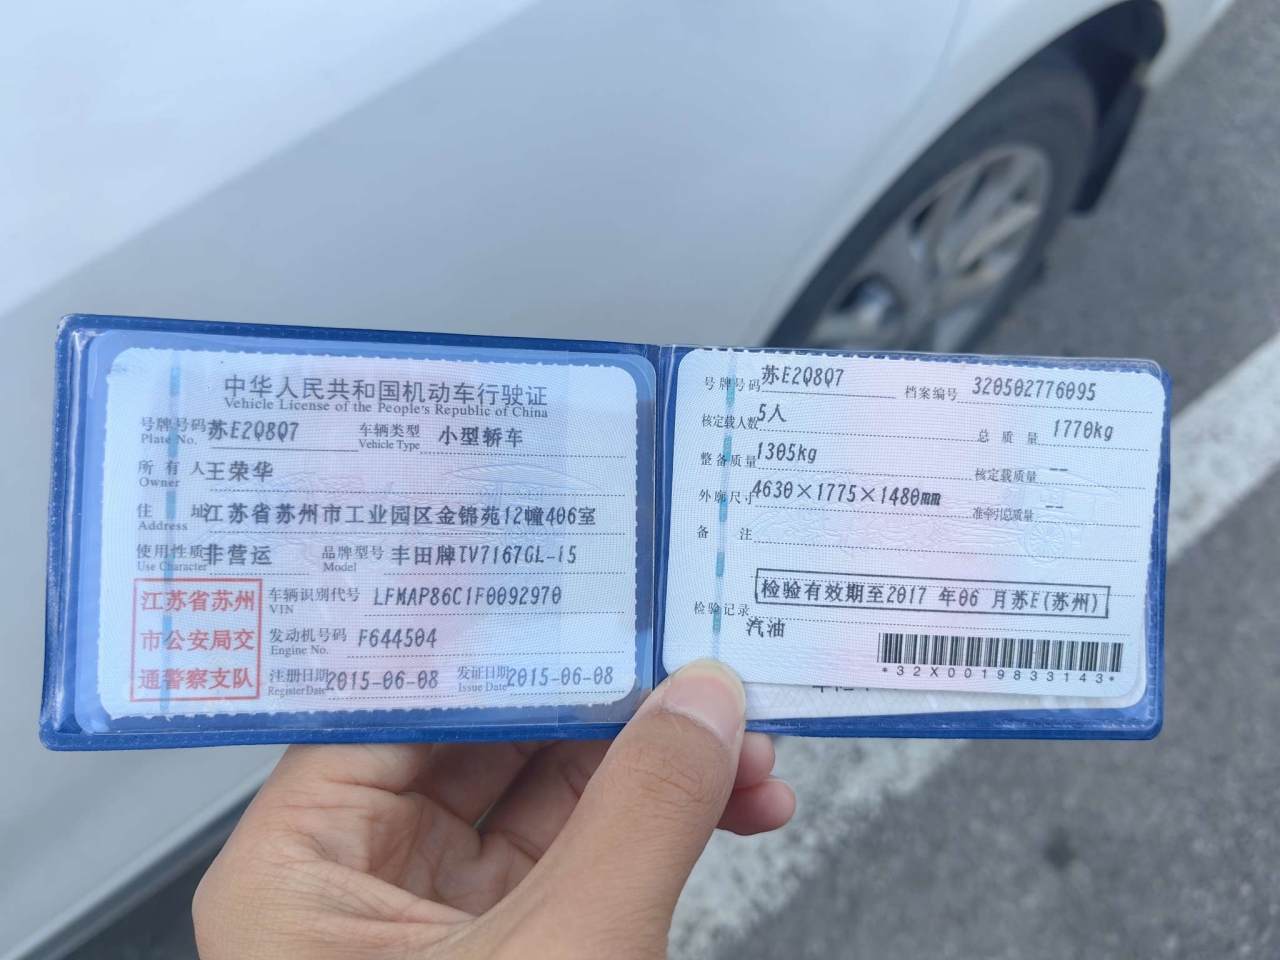 中华人民共和国机动车行驶证
Vehicle License of the People's Republic of China
号牌号码 苏E2Q8Q7 车辆类型 小型轿车
Plate No. Vehicle Type
所有人 王荣华
Owner
住址 江苏省苏州市工业园区金锦苑12幢406室
Address
使用性质 非营运 品牌型号 丰田牌TV7167GL-i5
Use Character Model
江苏省苏州
市公安局交
通警察支队
车辆识别代号 LFMAP86C1F0092970
VIN
发动机号码 F644504
Engine No.
注册日期 2015-06-08 发证日期 2015-06-08
Register Date Issue Date
号牌号码 苏E2Q8Q7 档案编号 320502776095
核定载人数 5人 总质量 1770kg
整备质量 1305kg 核定载质量 --
外廓尺寸 4630×1775×1480mm 准牵引总质量 --
备注
检验有效期至2017 年06 月苏E(苏州)
检验记录
汽油
*32X0019833143*